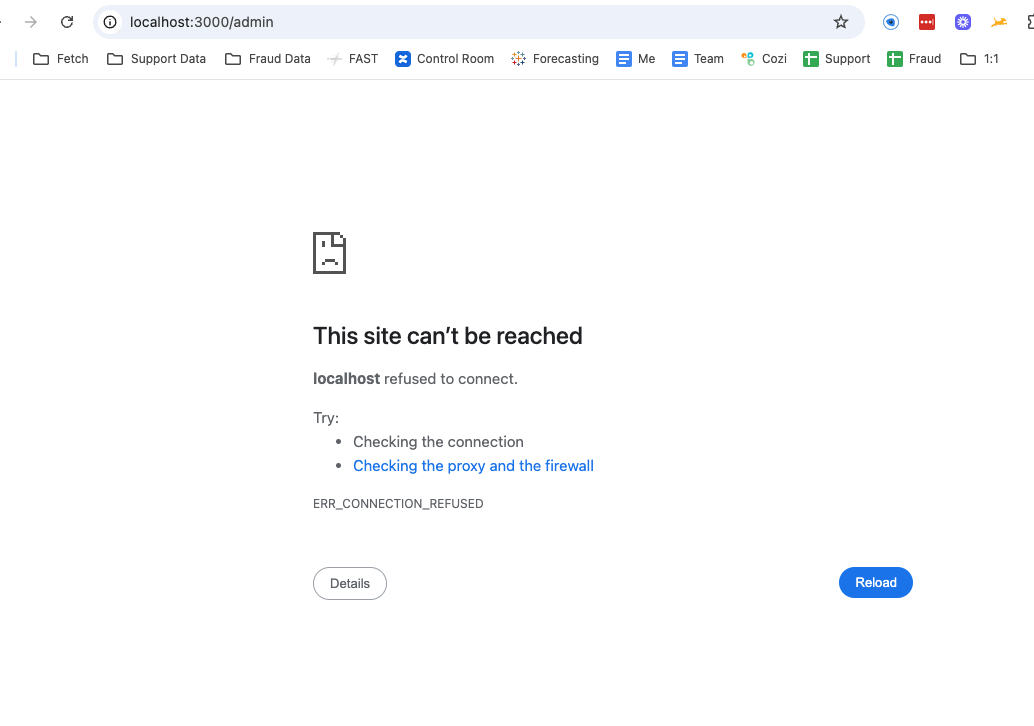 localhost:3000/admin
Fetch Support Data Fraud Data FAST Control Room Forecasting Me Team Cozi Support Fraud 1:1
This site can’t be reached
localhost refused to connect.
Try:
• Checking the connection
• Checking the proxy and the firewall
ERR_CONNECTION_REFUSED
Details Reload